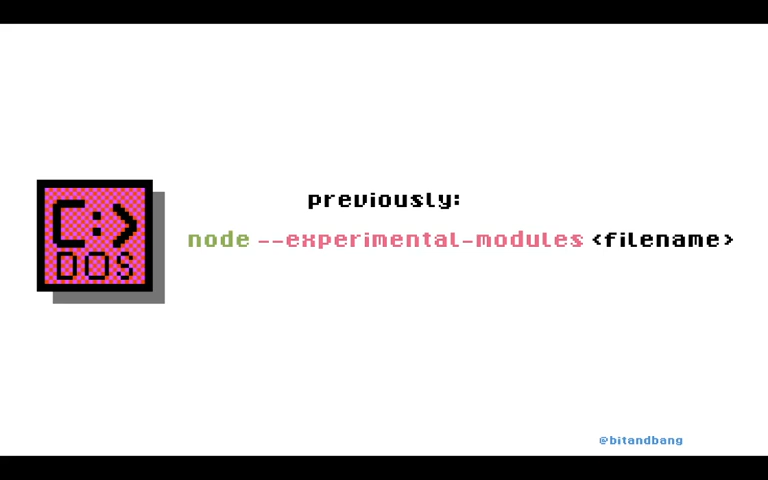 C:>
DOS
previously:
node --experimental-modules <filename>
@bitandbang